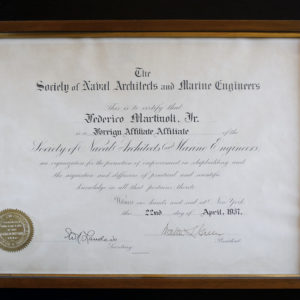 The
Society of Naval Architects and Marine Engineers
this is to certify that
Federico Martinoli, Jr.
is a Foreign Affiliate Affiliate of the
Society of Naval Architects & Marine Engineers
an organization for the promotion of improvement in shipbuilding and
the acquisition and diffusion of practical and scientific
knowledge in all that pertains thereto
Witness our hands and seal at New York
this 22nd day of April, 1957.
Secretary
President